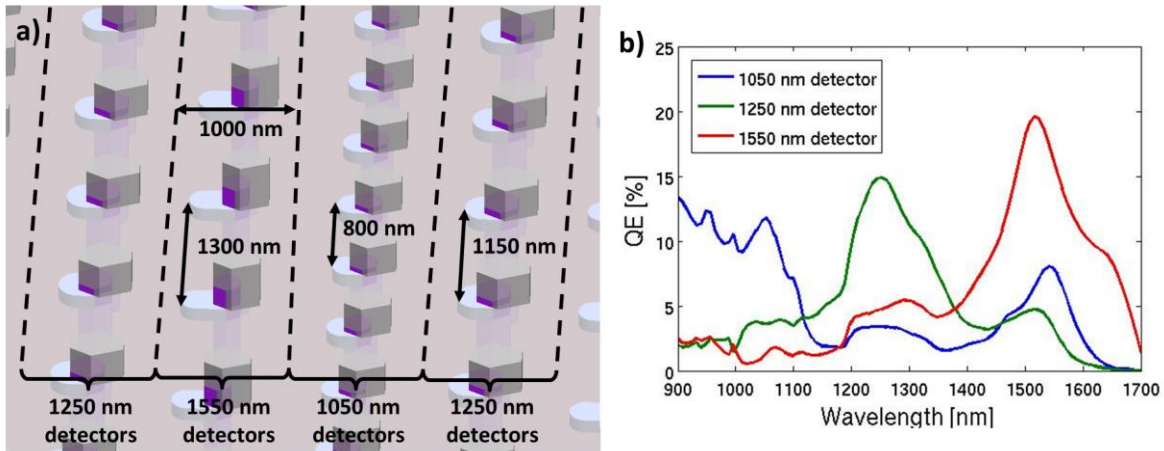 a)
1000 nm
1300 nm
800 nm
1150 nm
1250 nm
detectors
1550 nm
detectors
1050 nm
detectors
1250 nm
detectors
b)
25
20
15
10
5
0
QE [%]
1050 nm detector
1250 nm detector
1550 nm detector
900 1000 1100 1200 1300 1400 1500 1600 1700
Wavelength [nm]